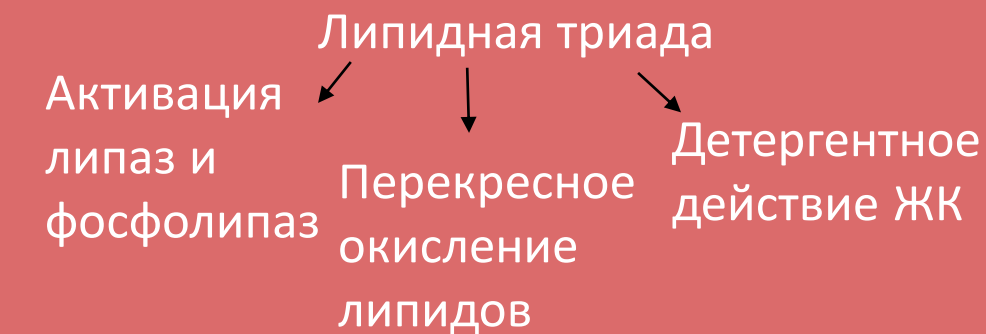 Липидная триада
Активация
липаз и
фосфолипаз
Перекресное
окисление
липидов
Детергентное
действие ЖК